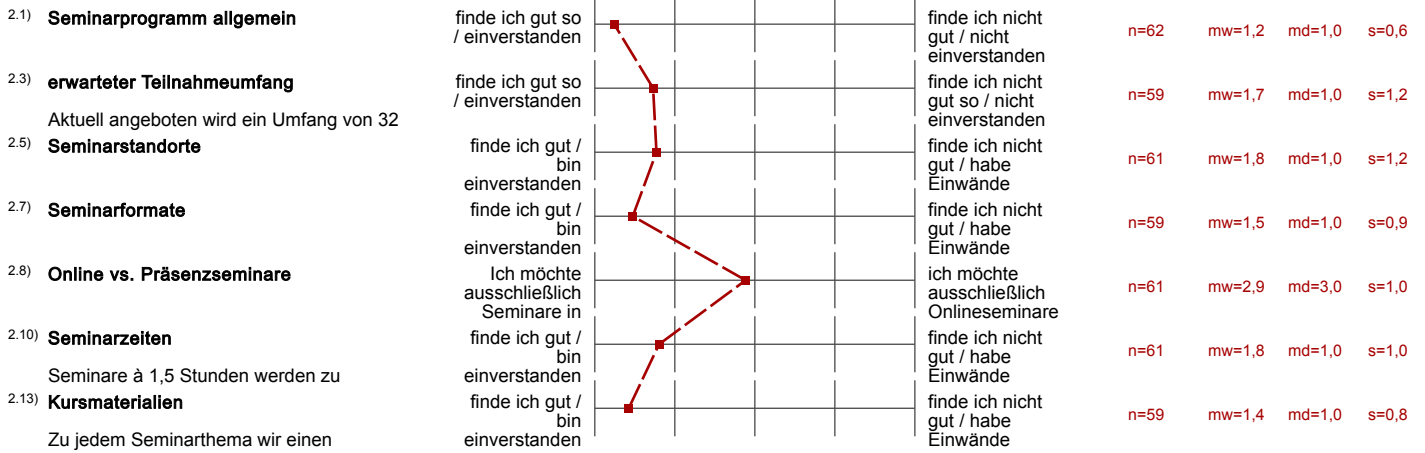 2.1) Seminarprogramm allgemein
finde ich gut so
/ einverstanden
finde ich nicht
gut / nicht
einverstanden
n=62 mw=1,2 md=1,0 s=0,6
2.3) erwarteter Teilnahmeumfang
Aktuell angeboten wird ein Umfang von 32
finde ich gut so
/ einverstanden
finde ich nicht
gut so / nicht
einverstanden
n=59 mw=1,7 md=1,0 s=1,2
2.5) Seminarstandorte
finde ich gut /
bin
einverstanden
finde ich nicht
gut / habe
Einwände
n=61 mw=1,8 md=1,0 s=1,2
2.7) Seminarformate
finde ich gut /
bin
einverstanden
finde ich nicht
gut / habe
Einwände
n=59 mw=1,5 md=1,0 s=0,9
2.8) Online vs. Präsenzseminare
Ich möchte
ausschließlich
Seminare in
ich möchte
ausschließlich
Onlineseminare
n=61 mw=2,9 md=3,0 s=1,0
2.10) Seminarzeiten
Seminare à 1,5 Stunden werden zu
finde ich gut /
bin
einverstanden
finde ich nicht
gut / habe
Einwände
n=61 mw=1,8 md=1,0 s=1,0
2.13) Kursmaterialien
Zu jedem Seminarthema wir einen
finde ich gut /
bin
einverstanden
finde ich nicht
gut / habe
Einwände
n=59 mw=1,4 md=1,0 s=0,8